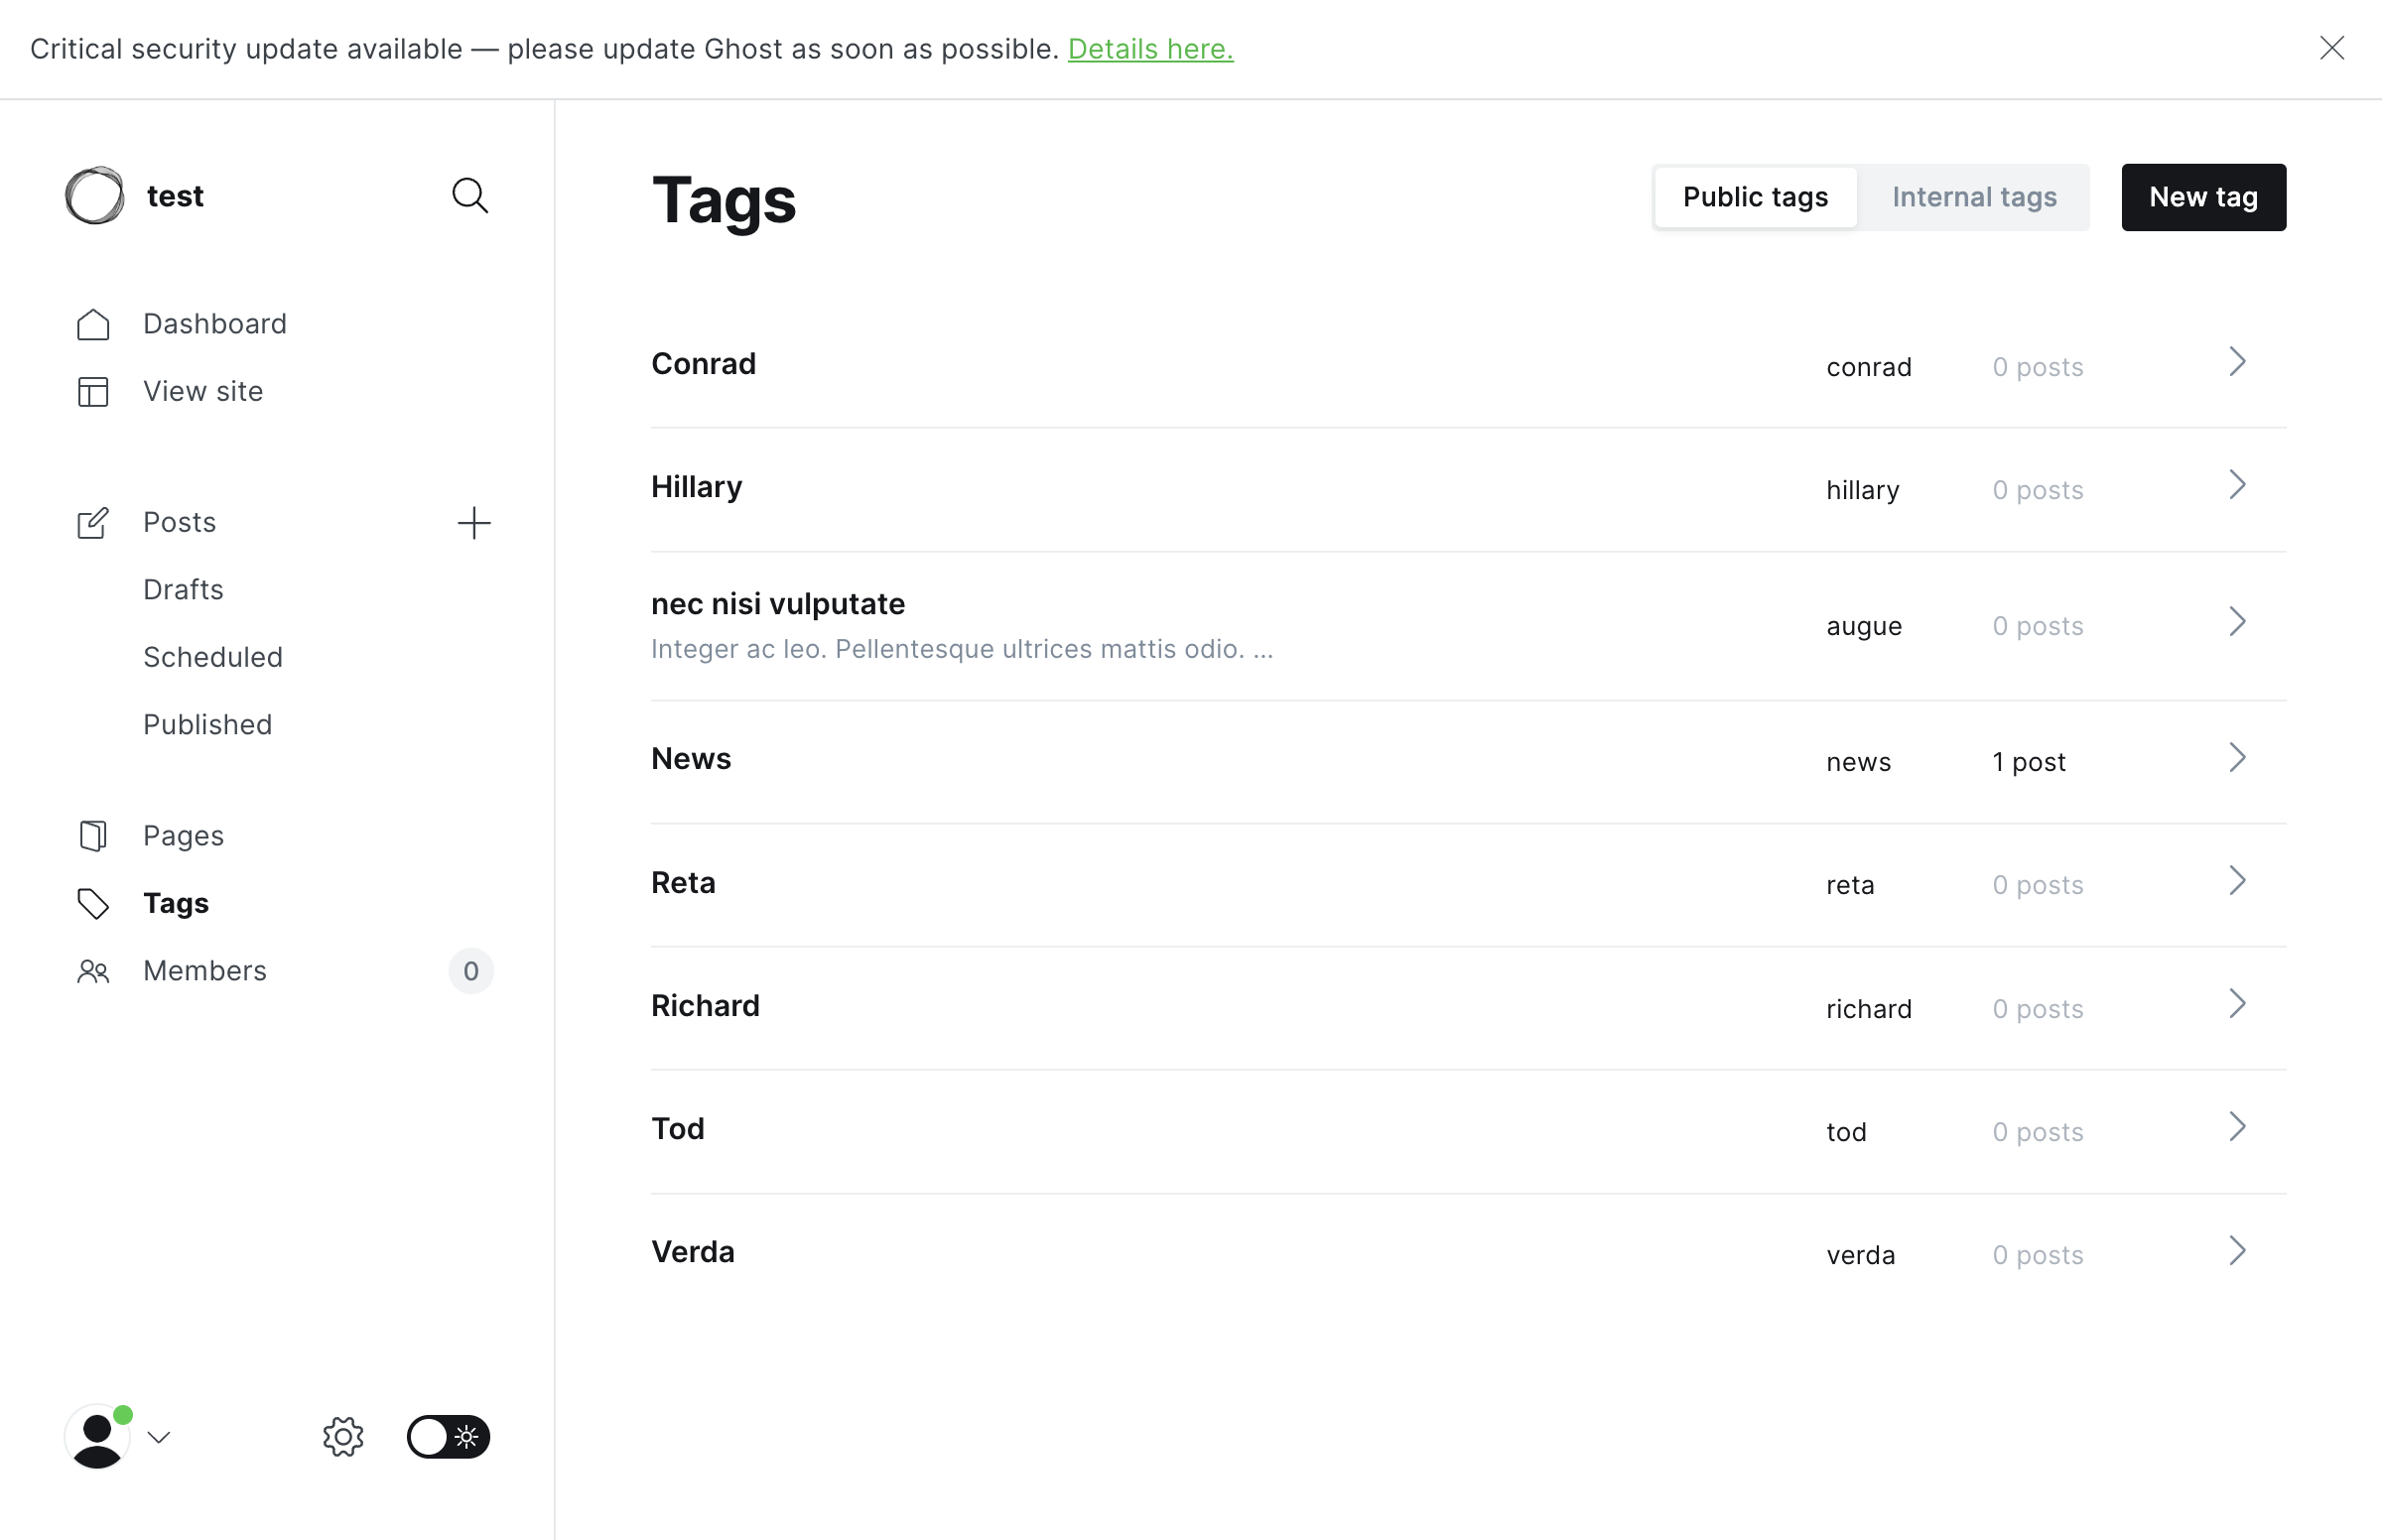 Critical security update available — please update Ghost as soon as possible. Details here.
test
Dashboard
View site
Posts
Drafts
Scheduled
Published
Pages
Tags
Members 0
Tags
Public tags Internal tags New tag
Conrad conrad 0 posts
Hillary hillary 0 posts
nec nisi vulputate
Integer ac leo. Pellentesque ultrices mattis odio. ...
augue 0 posts
News news 1 post
Reta reta 0 posts
Richard richard 0 posts
Tod tod 0 posts
Verda verda 0 posts